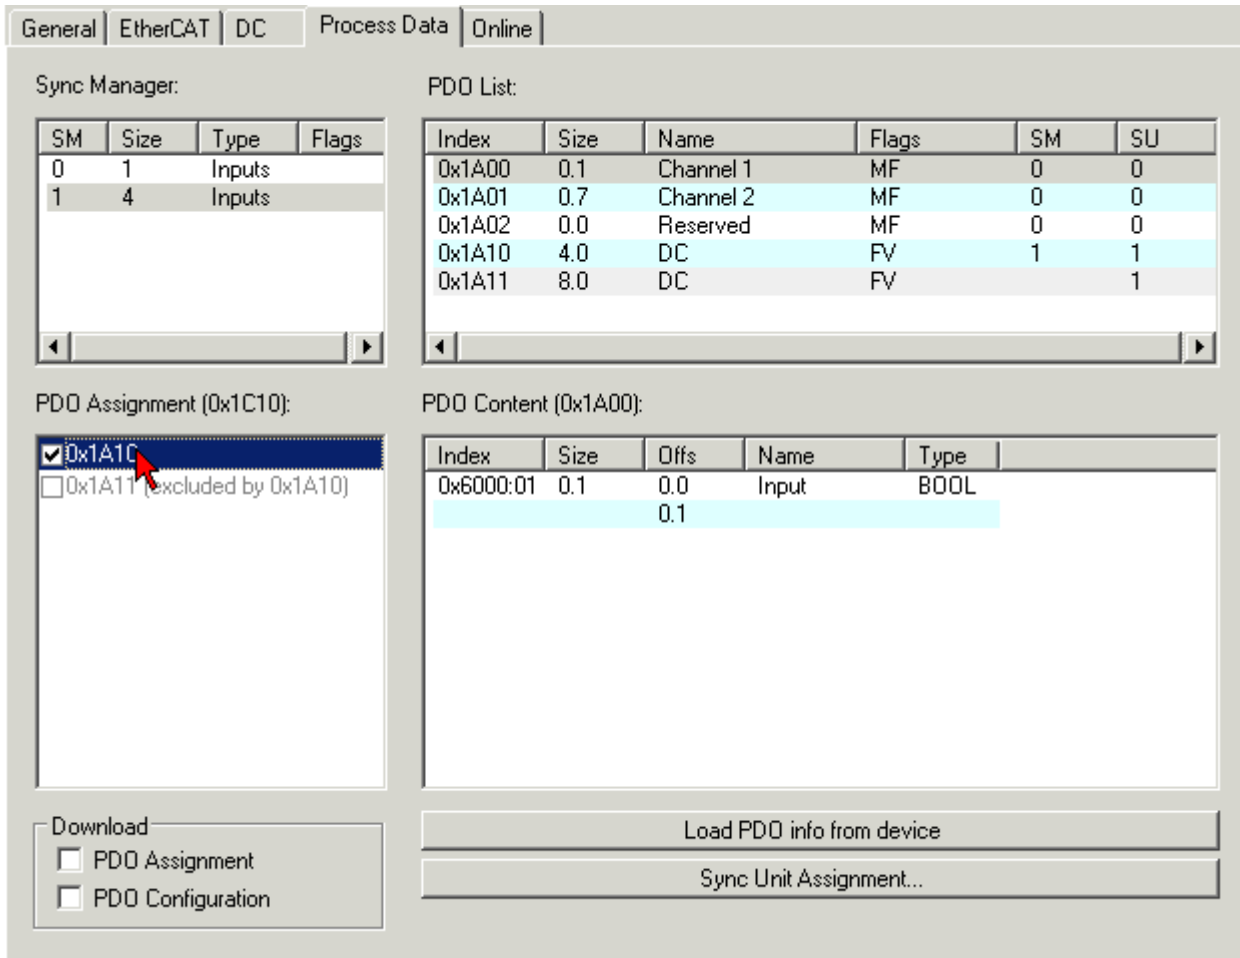 General EtherCAT DC Process Data Online
Sync Manager:
SM Size Type Flags
0 1 Inputs
1 4 Inputs
PDO List:
Index Size Name Flags SM SU
0x1A00 0.1 Channel 1 MF 0 0
0x1A01 0.7 Channel 2 MF 0 0
0x1A02 0.0 Reserved MF 0 0
0x1A10 4.0 DC FV 1 1
0x1A11 8.0 DC FV 1
PDO Assignment (0x1C10):
0x1A10
0x1A11 (excluded by 0x1A10)
PDO Content (0x1A00):
Index Size Offs Name Type
0x6000:01 0.1 0.0 Input BOOL
0.1
Download
PDO Assignment
PDO Configuration
Load PDO info from device
Sync Unit Assignment...